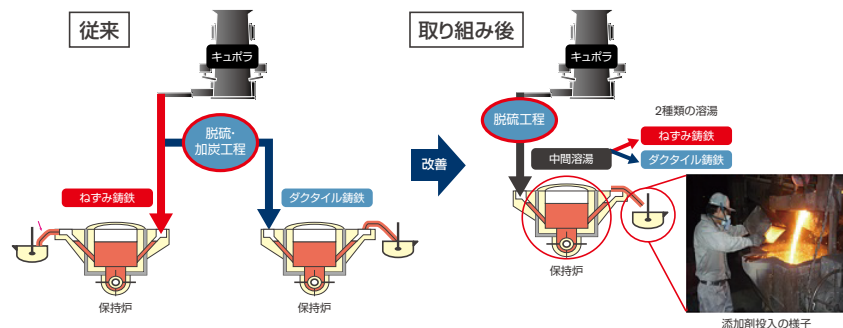 従来
キュポラ
脱硫・
加炭工程
ねずみ鋳鉄
ダクタイル鋳鉄
保持炉
保持炉
改善
取り組み後
キュポラ
脱硫工程
2種類の溶湯
中間溶湯
ねずみ鋳鉄
ダクタイル鋳鉄
保持炉
添加剤投入の様子